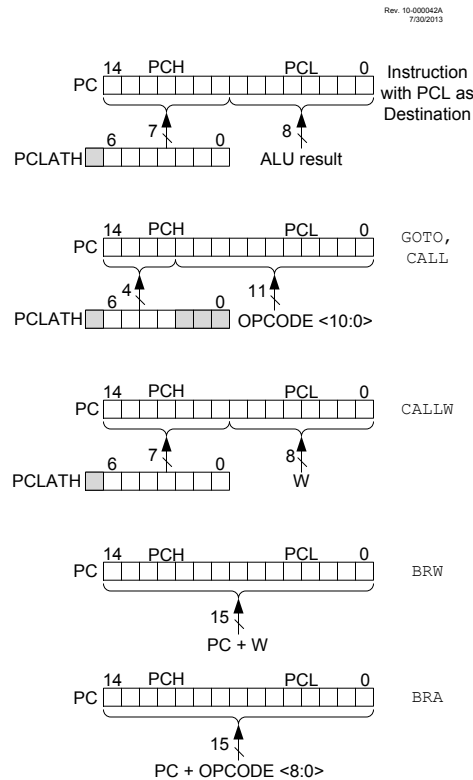 Rev. 10-000042A
7/30/2013
14 PCH PCL 0
PC
Instruction
with PCL as
Destination
7 8
6 0
PCLATH
ALU result
14 PCH PCL 0
PC
GOTO,
CALL
4 11
6 0
PCLATH
OPCODE <10:0>
14 PCH PCL 0
PC
CALLW
7 8
6 0
PCLATH
W
14 PCH PCL 0
PC
BRW
15
PC + W
14 PCH PCL 0
PC
BRA
15
PC + OPCODE <8:0>